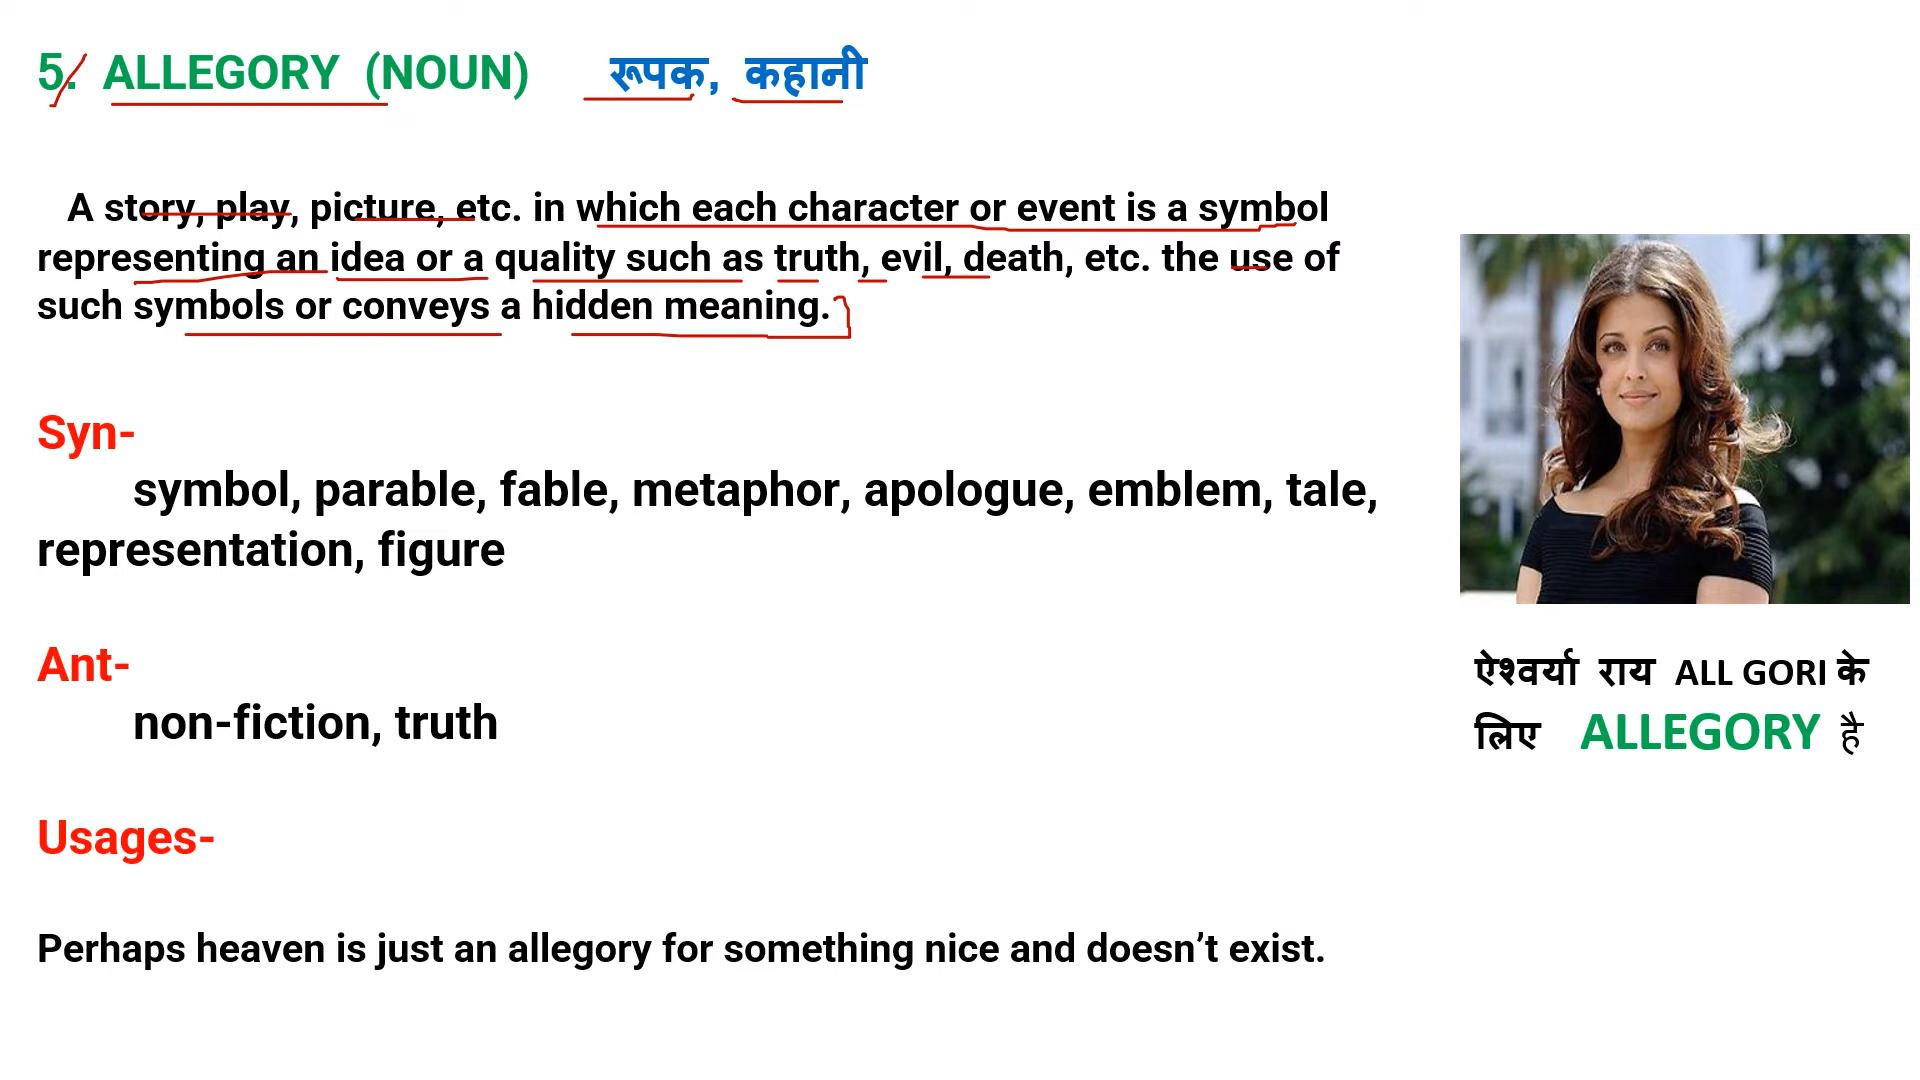 5. ALLEGORY (NOUN) रूपक, कहानी
A story, play, picture, etc. in which each character or event is a symbol
representing an idea or a quality such as truth, evil, death, etc. the use of
such symbols or conveys a hidden meaning.
Syn-
symbol, parable, fable, metaphor, apologue, emblem, tale,
representation, figure
Ant-
non-fiction, truth
Usages-
Perhaps heaven is just an allegory for something nice and doesn’t exist.
ऐश्वर्या राय ALL GORI के
लिए ALLEGORY है